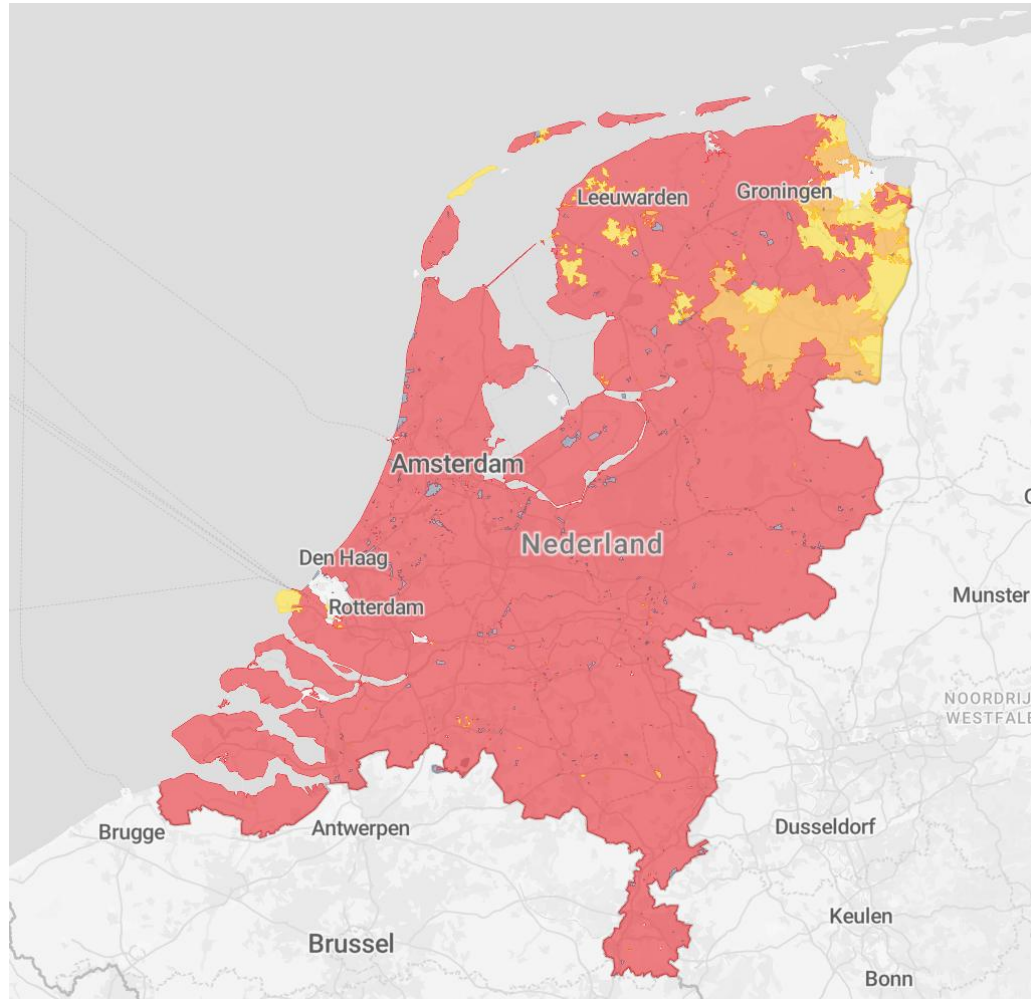 Leeuwarden
Groningen
Amsterdam
Nederland
Den Haag
Rotterdam
Munster
NOORDRIJ
WESTFALE
Brugge
Antwerpen
Dusseldorf
Brussel
Keulen
Bonn